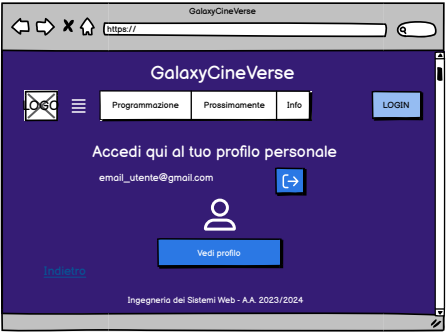 GalaxyCineVerse
https://
GalaxyCineVerse
LOGO
Programmazione
Prossimamente
Info
LOGIN
Accedi qui al tuo profilo personale
email_utente@gmail.com
Vedi profilo
Indietro
Ingegneria dei Sistemi Web - A.A. 2023/2024